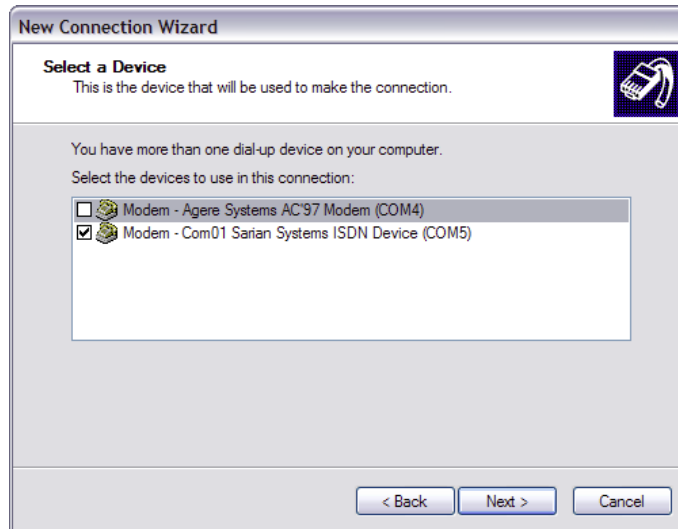 New Connection Wizard
Select a Device
This is the device that will be used to make the connection.
You have more than one dial-up device on your computer.
Select the devices to use in this connection:
Modem - Agere Systems AC'97 Modem (COM4)
Modem - Com01 Sarian Systems ISDN Device (COM5)
< Back Next > Cancel